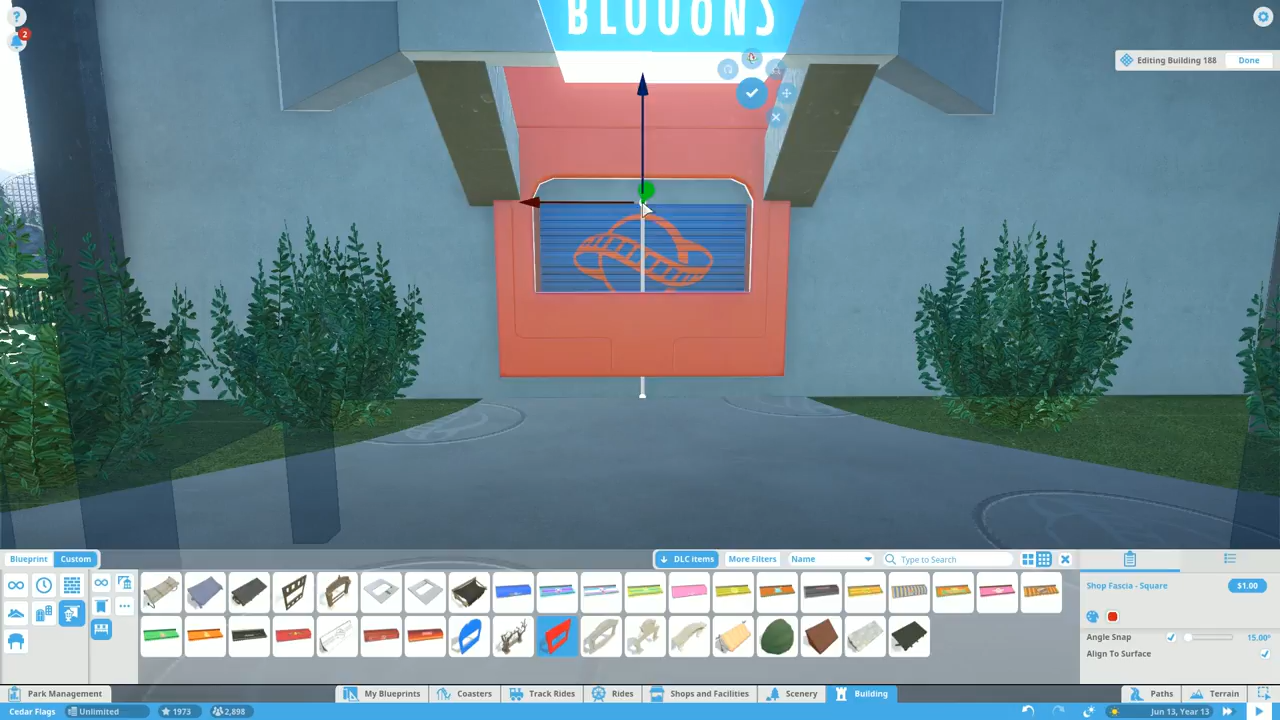 ?
2
BLOOONS
Editing Building 188
Done
Blueprint
Custom
DLC Items
More Filters
Name
Type to Search
Shop Fascia - Square
$1.00
Angle Snap
15.00°
Align To Surface
Park Management
My Blueprints
Coasters
Track Rides
Rides
Shops and Facilities
Scenery
Building
Paths
Terrain
Cedar Flags
Unlimited
1973
2,898
Jun 13, Year 13